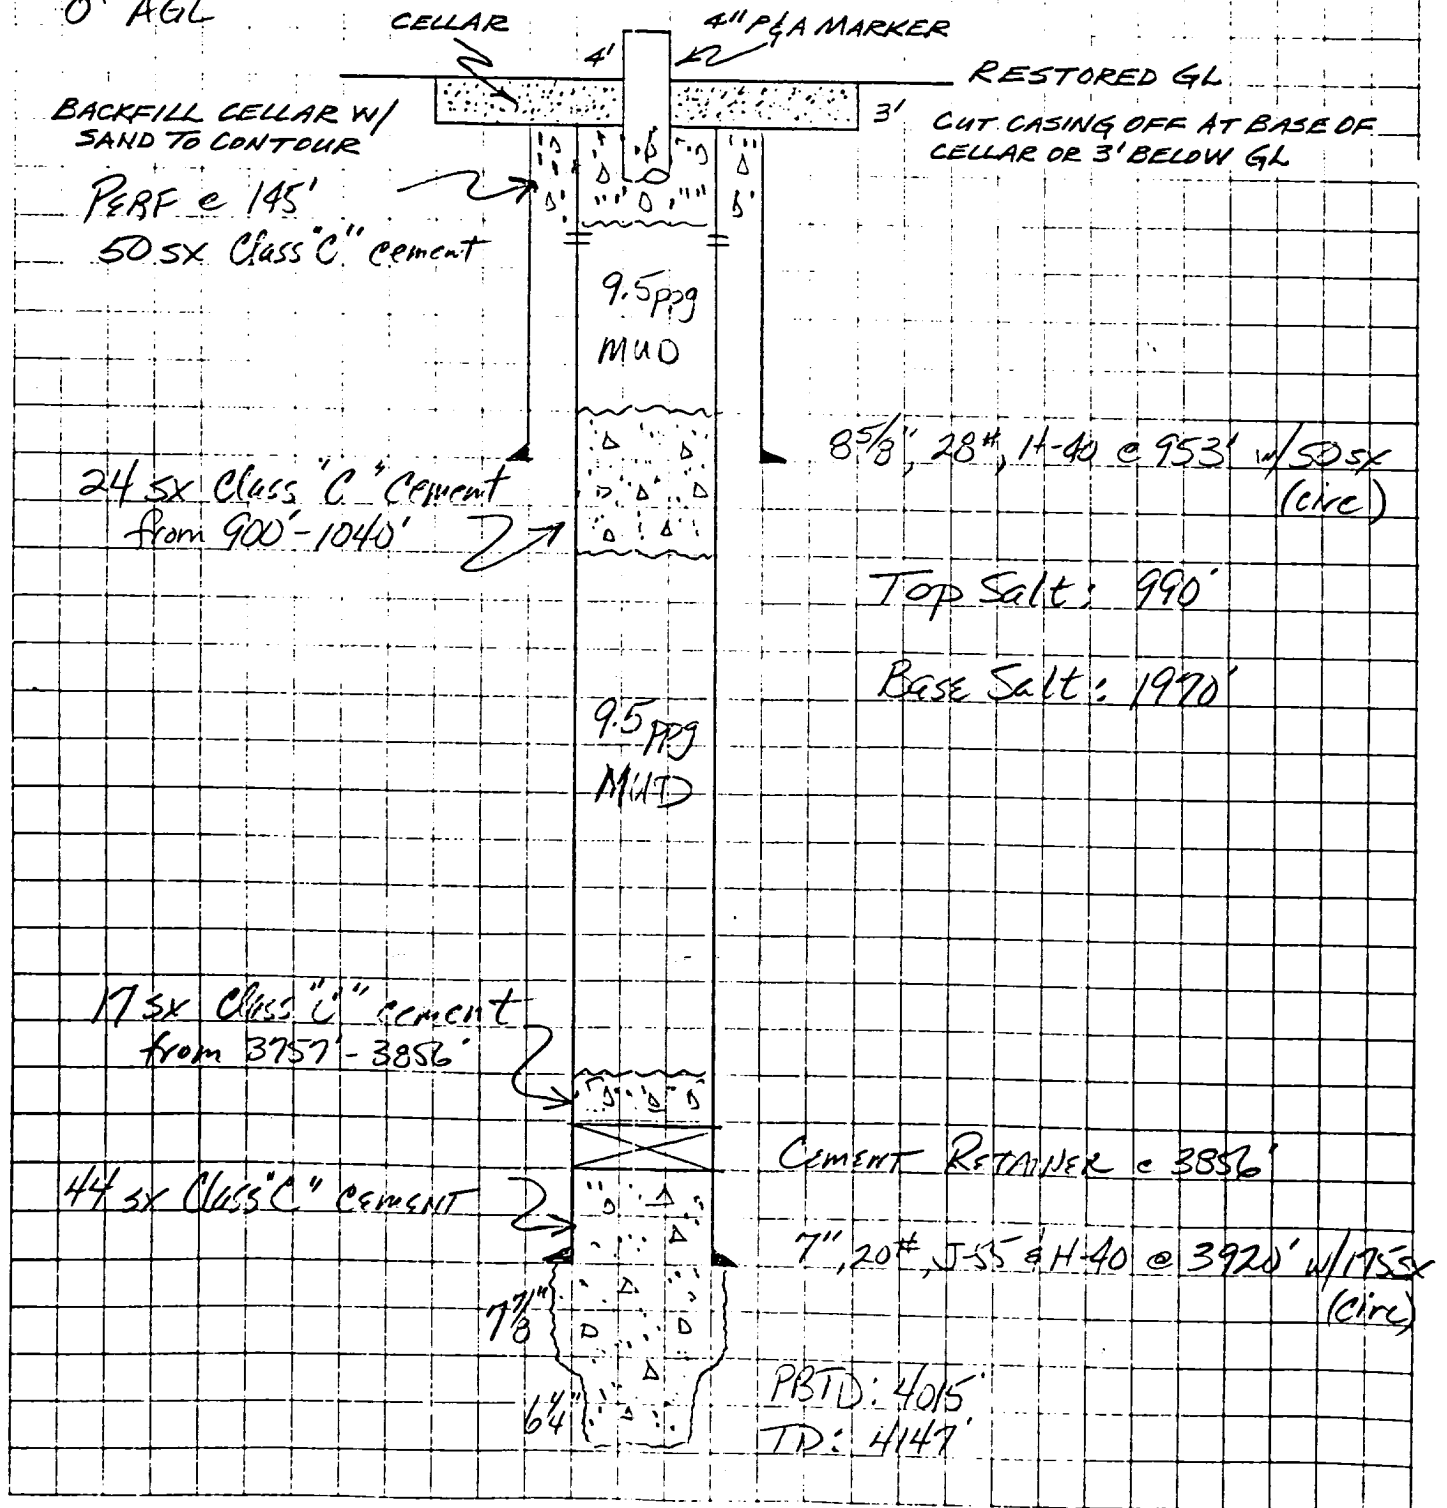 0' AGL
CELLAR
4" P&A MARKER
4'
RESTORED GL
BACKFILL CELLAR W/
SAND TO CONTOUR
3'
CUT CASING OFF AT BASE OF
CELLAR OR 3' BELOW GL
PERF @ 145'
50 sx Class "C" cement
9.5 ppg
MUD
8 5/8", 28#, H-40 @ 953' w/50 sx
(circ)
24 sx Class "C" Cement
from 900'-1040'
Top Salt: 990'
Base Salt: 1970'
9.5 ppg
MUD
17 sx Class "C" cement
from 3757'-3856'
CEMENT RETAINER @ 3856'
44 sx Class "C" CEMENT
7", 20#, J-55 & H-40 @ 3920' w/175sx
(circ)
7 7/8"
PBTD: 4015'
6 1/4"
TD: 4147'